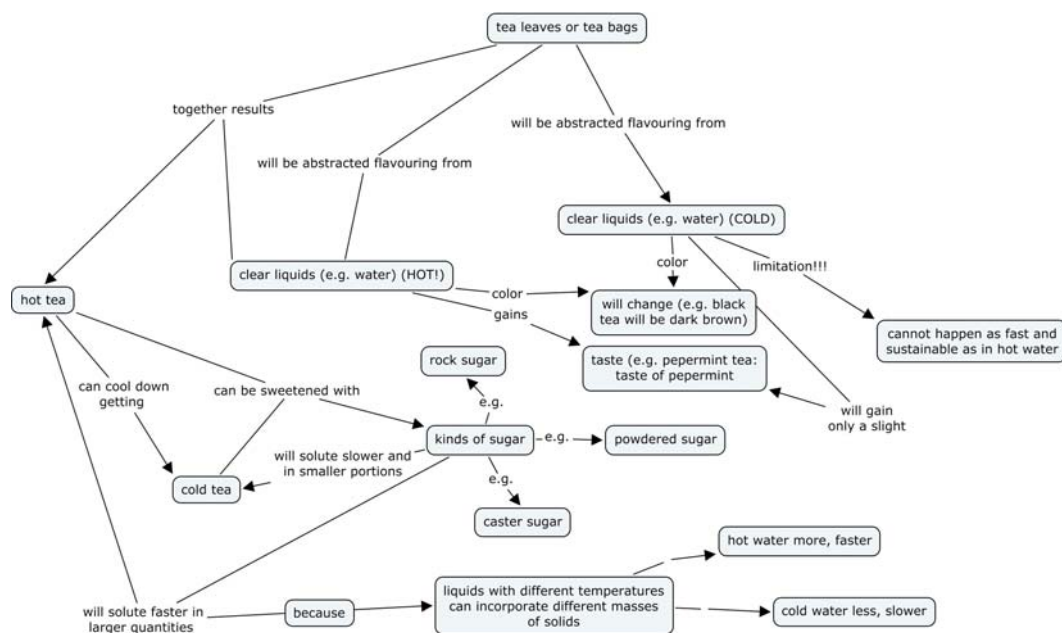 tea leaves or tea bags
together results
will be abstracted flavouring from
will be abstracted flavouring from
clear liquids (e.g. water) (COLD)
color
limitation!!!
clear liquids (e.g. water) (HOT!)
hot tea
color
will change (e.g. black
tea will be dark brown)
gains
cannot happen as fast and
sustainable as in hot water
rock sugar
taste (e.g. pepermint tea:
taste of pepermint
can cool down
getting
can be sweetened with
e.g.
will gain
only a slight
kinds of sugar
e.g.
powdered sugar
will solute slower and
in smaller portions
cold tea
e.g.
caster sugar
hot water more, faster
liquids with different temperatures
can incorporate different masses
of solids
will solute faster in
larger quantities
because
cold water less, slower